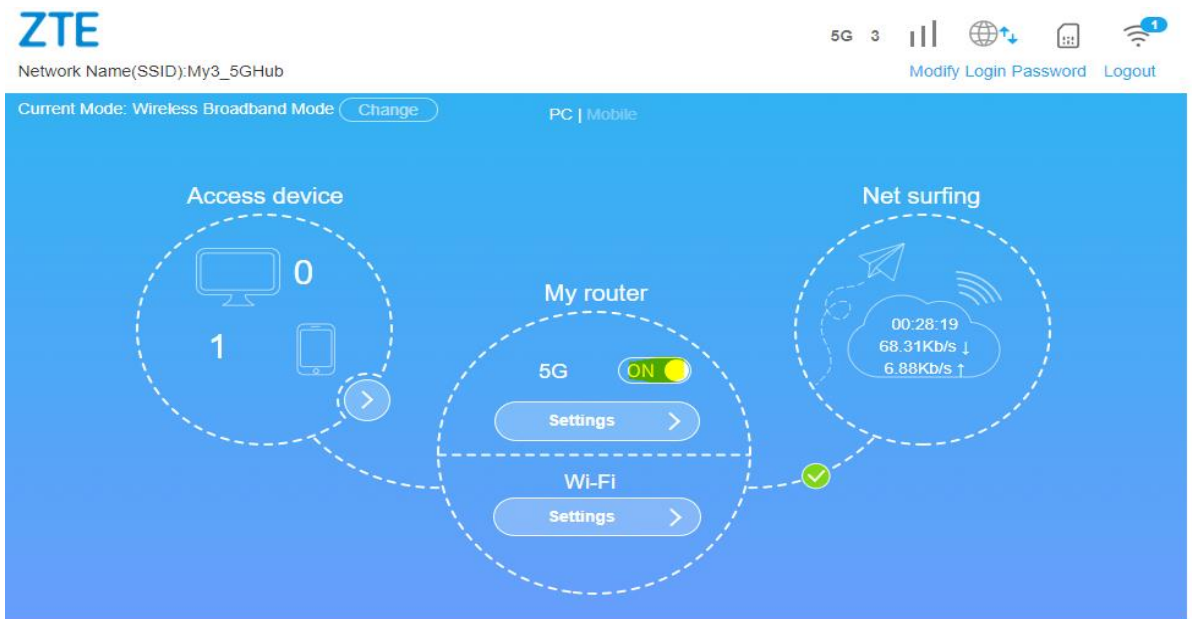 ZTE
5G 3
1
Network Name(SSID):My3_5GHub
Modify Login Password Logout
Current Mode: Wireless Broadband Mode Change
PC | Mobile
Access device
0
1
My router
5G ON
Settings
Wi-Fi
Settings
Net surfing
00:28:19
68.31Kb/s ↓
6.88Kb/s ↑